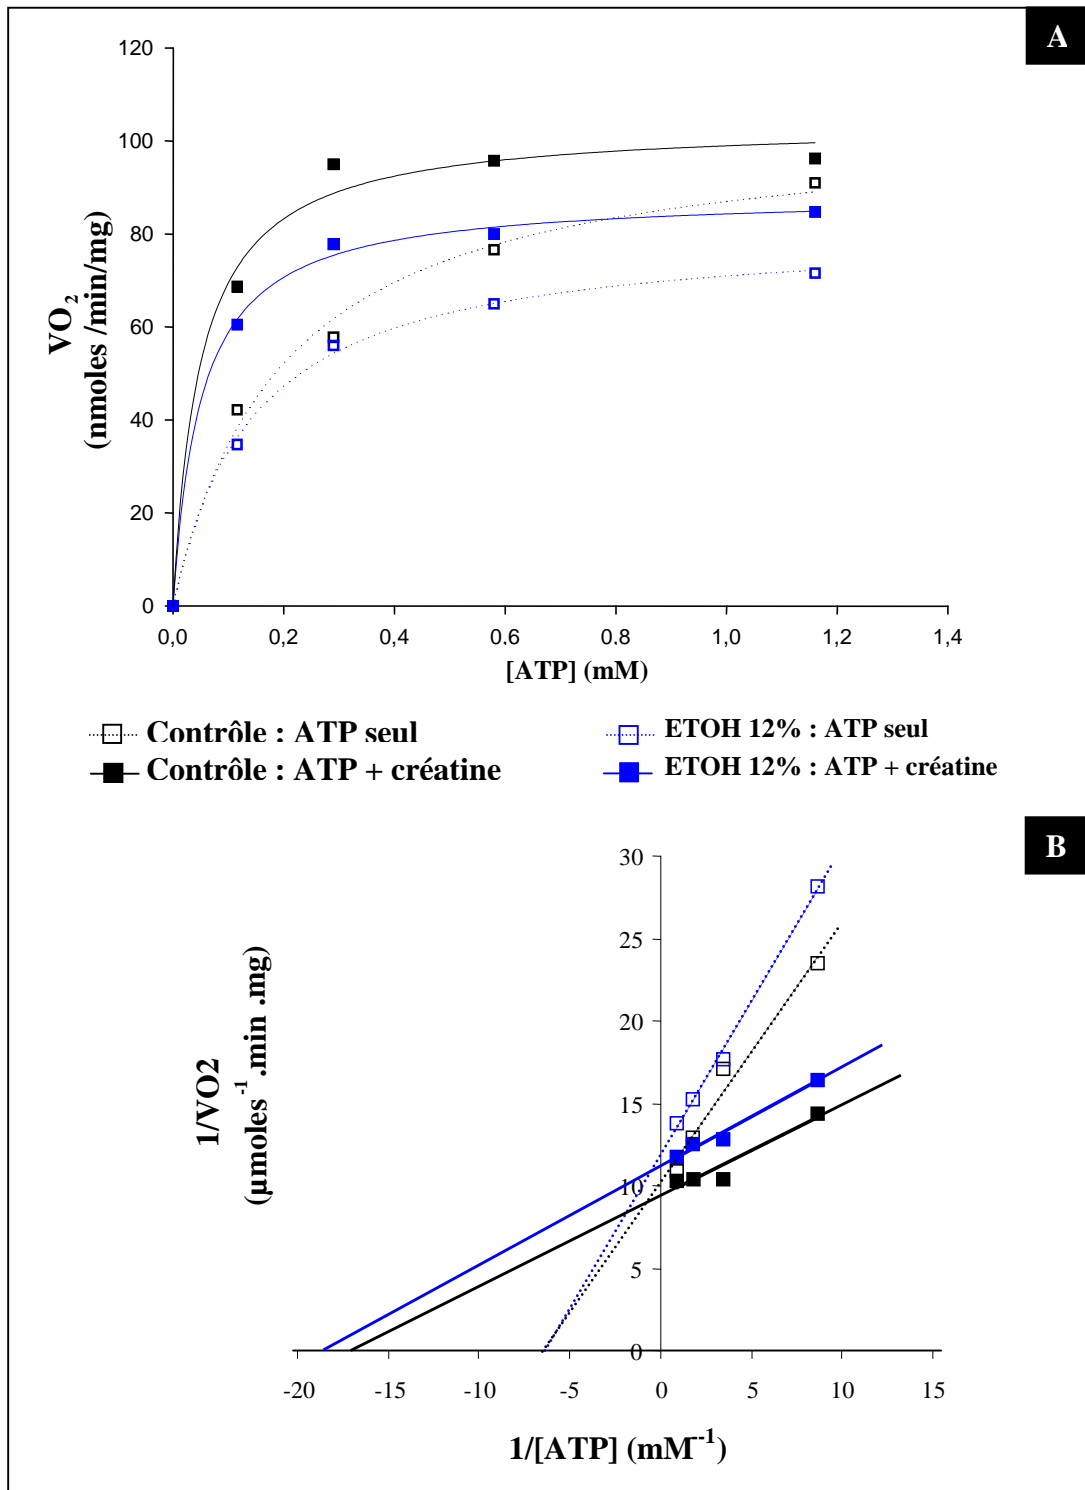 A
120
100
80
60
40
20
0
VO2
(nmoles /min/mg)
0,0 0,2 0,4 0,6 0,8 1,0 1,2 1,4
[ATP] (mM)
Contrôle : ATP seul
ETOH 12% : ATP seul
Contrôle : ATP + créatine
ETOH 12% : ATP + créatine
B
30
25
20
15
10
5
0
1/VO2
(µmoles-1 .min .mg)
-20 -15 -10 -5 0 5 10 15
1/[ATP] (mM-1)